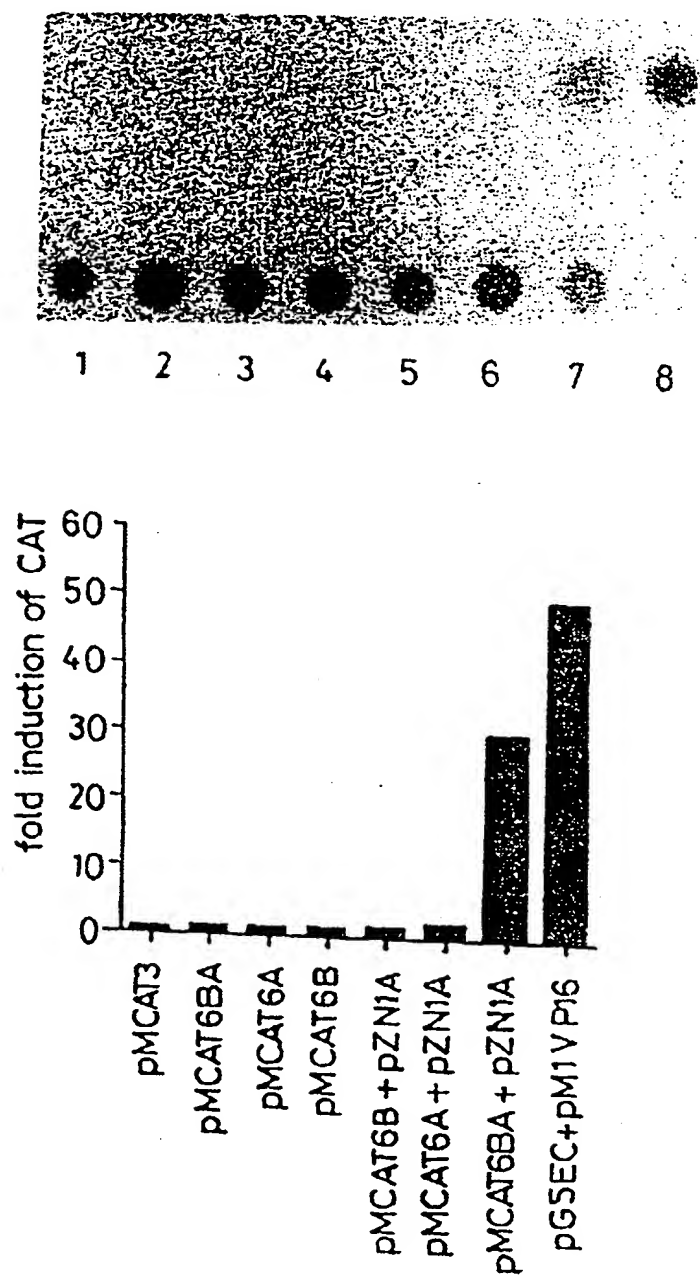 1 2 3 4 5 6 7 8
fold induction of CAT
60
50
40
30
20
10
0
pMCAT3
pMCAT6BA
pMCAT6A
pMCAT6B
pMCAT6B + pZN1A
pMCAT6A + pZN1A
pMCAT6BA + pZN1A
pG5EC + pM1VP16